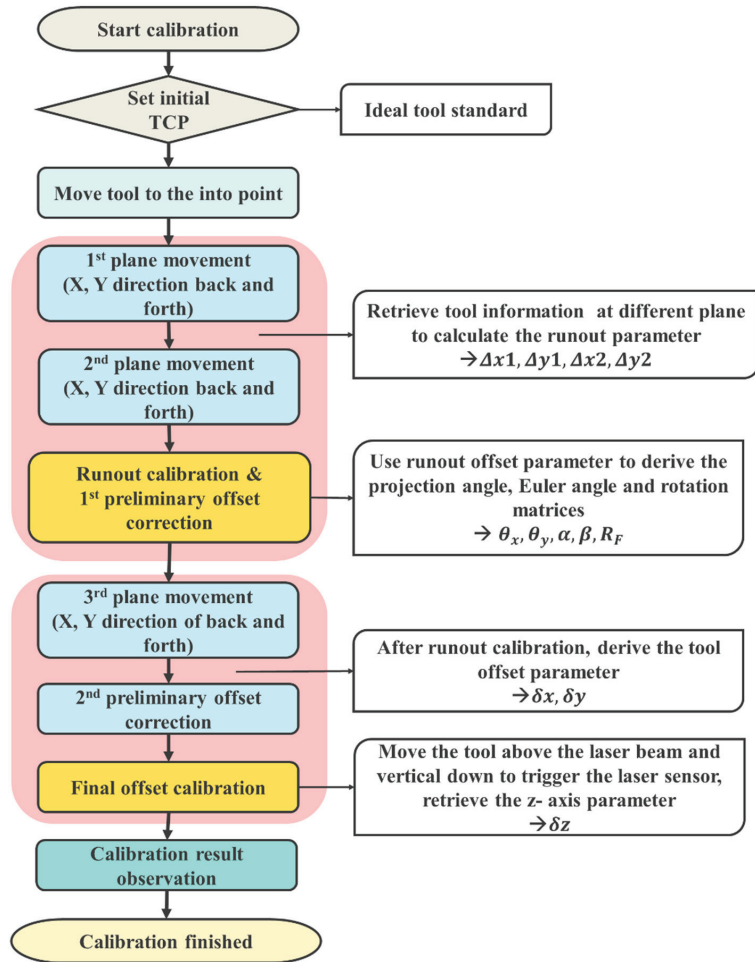 Start calibration
Set initial
TCP
Ideal tool standard
Move tool to the into point
1st plane movement
(X, Y direction back and
forth)
Retrieve tool information at different plane
to calculate the runout parameter
→Δx1, Δy1, Δx2, Δy2
2nd plane movement
(X, Y direction back and
forth)
Runout calibration &
1st preliminary offset
correction
Use runout offset parameter to derive the
projection angle, Euler angle and rotation
matrices
→ θx, θy, α, β, RF
3rd plane movement
(X, Y direction of back and
forth)
After runout calibration, derive the tool
offset parameter
→δx, δy
2nd preliminary offset
correction
Final offset calibration
Move the tool above the laser beam and
vertical down to trigger the laser sensor,
retrieve the z- axis parameter
→δz
Calibration result
observation
Calibration finished